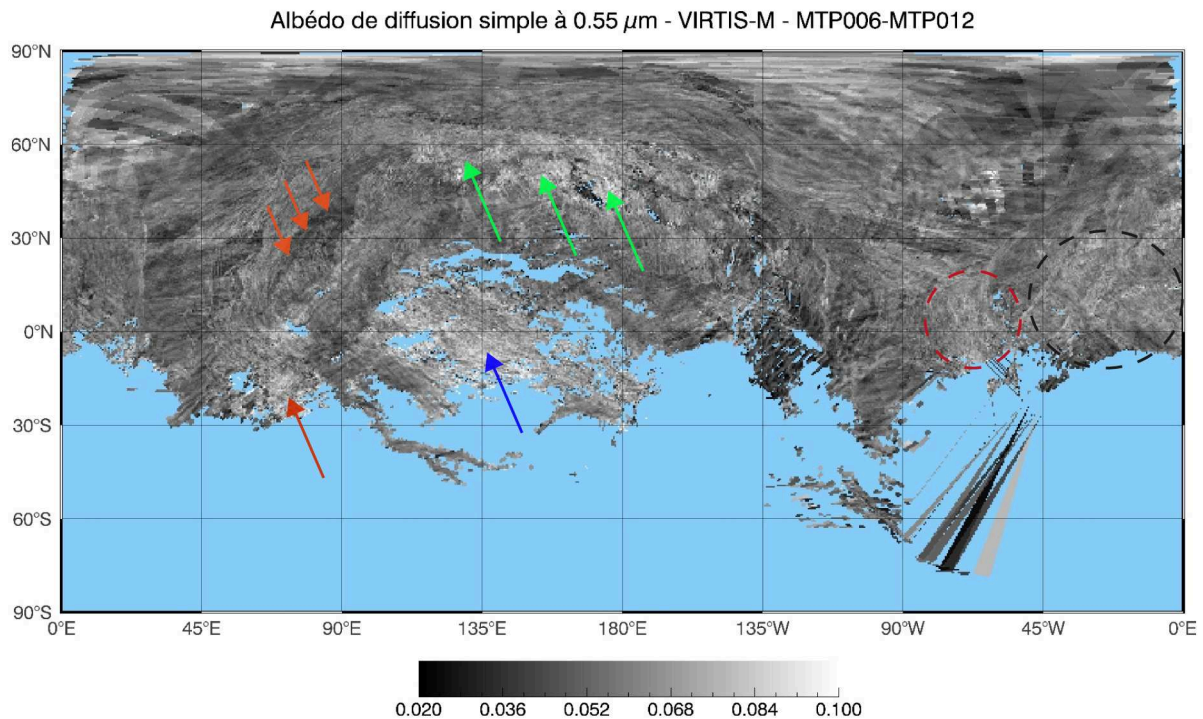 Albédo de diffusion simple à 0.55 µm - VIRTIS-M - MTP006-MTP012
90°N
60°N
30°N
0°N
30°S
60°S
90°S
0°E 45°E 90°E 135°E 180°E 135°W 90°W 45°W 0°E
0.020 0.036 0.052 0.068 0.084 0.100